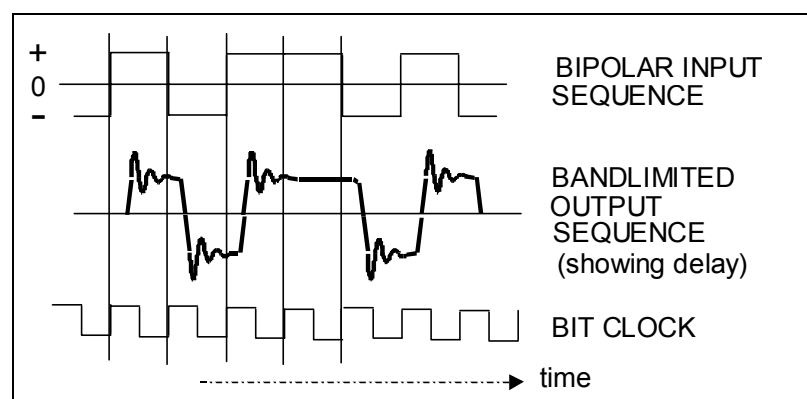 +
0
-
BIPOLAR INPUT
SEQUENCE
BANDLIMITED
OUTPUT
SEQUENCE
(showing delay)
BIT CLOCK
time